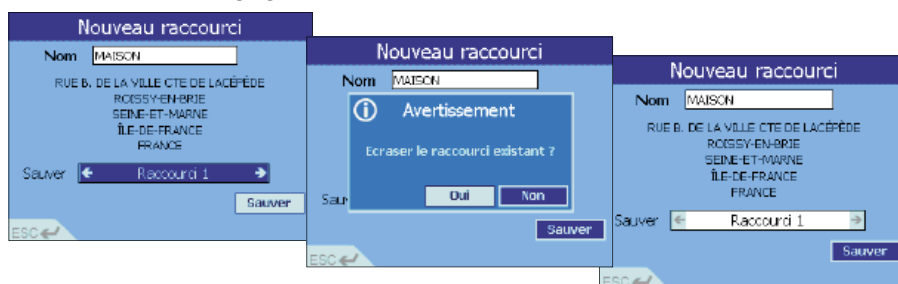 Nouveau raccourci
Nom MAISON
RUE B. DE LA VILLE CTE DE LACÉPÈDE
ROISSY-EN-BRIE
SEINE-ET-MARNE
ÎLE-DE-FRANCE
FRANCE
Sauver Raccourci 1
Sauver
ESC
Nouveau raccourci
Nom MAISON
Avertissement
Ecraser le raccourci existant ?
Oui Non
Sau
Sauver
ESC
Nouveau raccourci
Nom MAISON
RUE B. DE LA VILLE CTE DE LACÉPÈDE
ROISSY-EN-BRIE
SEINE-ET-MARNE
ÎLE-DE-FRANCE
FRANCE
Sauver Raccourci 1
Sauver
ESC